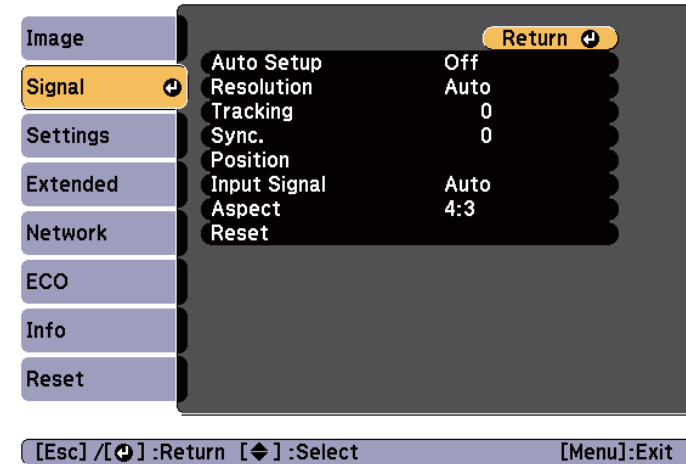 Image
Signal
Settings
Extended
Network
ECO
Info
Reset
Return
Auto Setup Off
Resolution Auto
Tracking 0
Sync. 0
Position
Input Signal Auto
Aspect 4:3
Reset
[Esc] /[ ] :Return [ ] :Select [Menu]:Exit